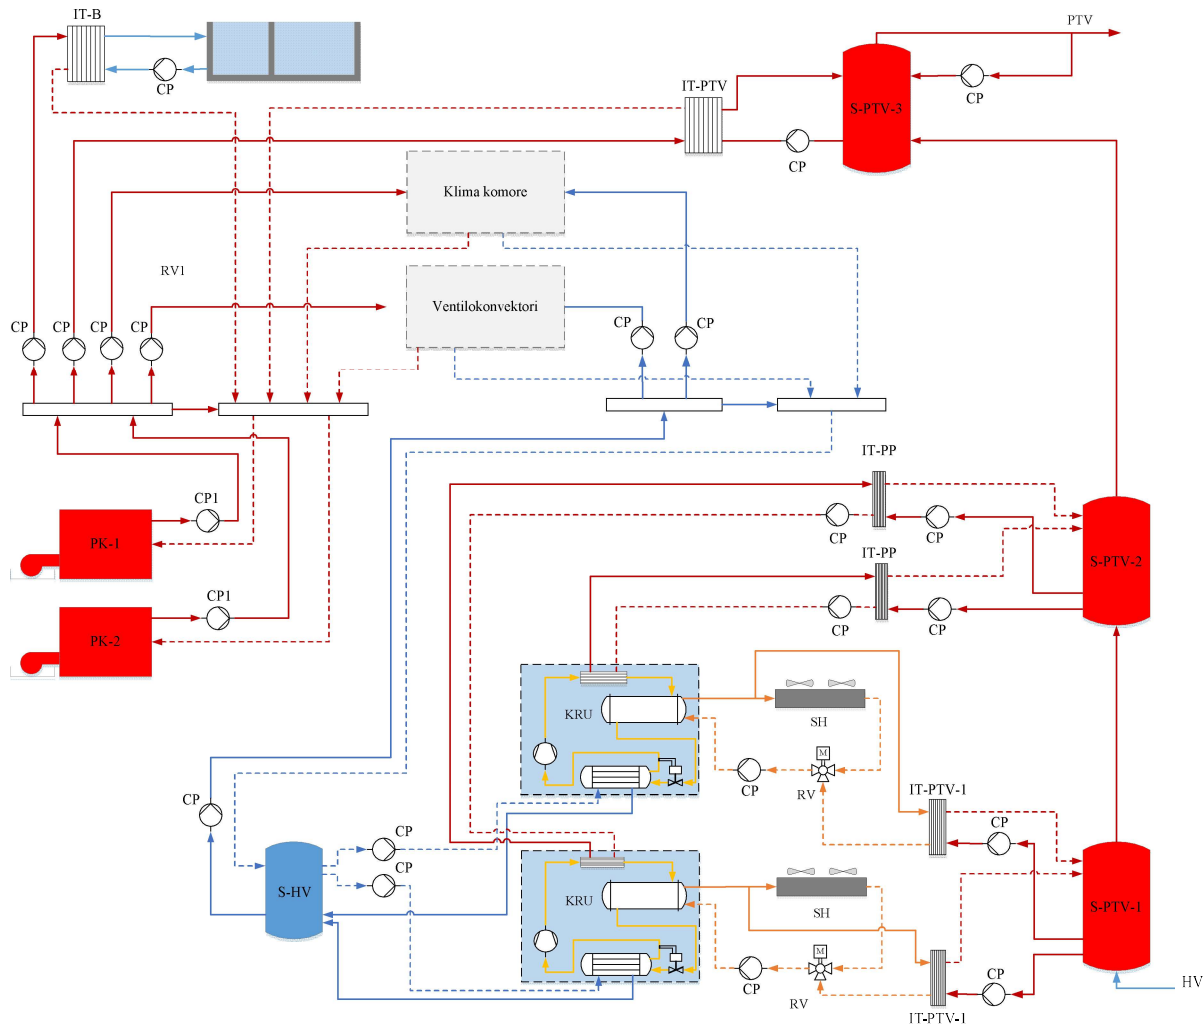 IT-B
PTV
CP
IT-PTV
CP
S-PTV-3
CP
Klima komore
RV1
Ventilokonvektori
CP
CP
CP
CP
CP
CP
IT-PP
CP1
CP
CP
PK-1
IT-PP
S-PTV-2
CP1
PK-2
CP
CP
KRU
SH
M
CP
RV
IT-PTV-1
CP
CP
CP
CP
S-HV
S-PTV-1
KRU
SH
M
CP
RV
CP
HV
IT-PTV-1